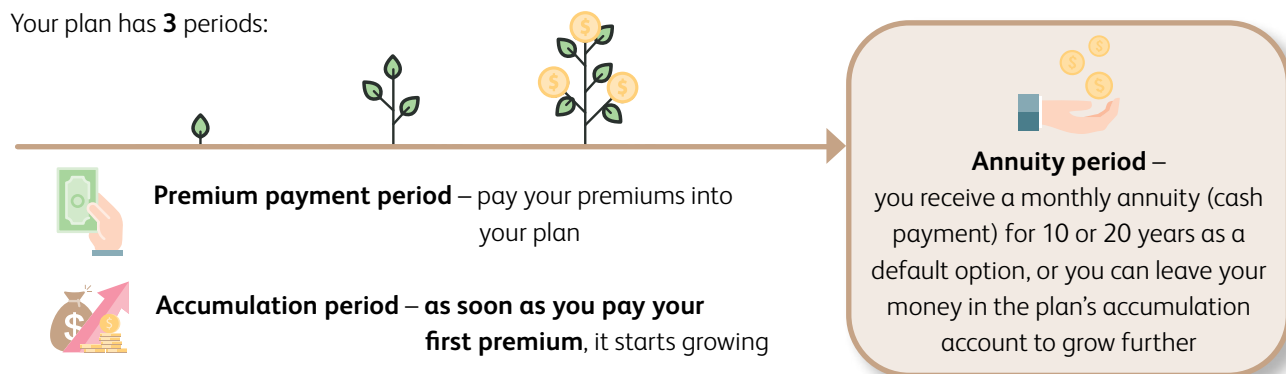 Your plan has 3 periods:
Premium payment period – pay your premiums into
your plan
Accumulation period – as soon as you pay your
first premium, it starts growing
Annuity period –
you receive a monthly annuity (cash
payment) for 10 or 20 years as a
default option, or you can leave your
money in the plan’s accumulation
account to grow further